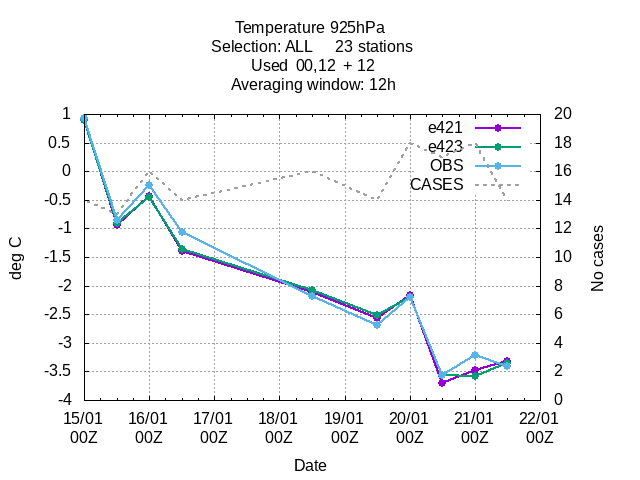 Temperature 925hPa
Selection: ALL 23 stations
Used 00,12 + 12
Averaging window: 12h
1
0.5
0
-0.5
-1
-1.5
-2
-2.5
-3
-3.5
-4
deg C
e421
e423
OBS
CASES
20
18
16
14
12
10
8
6
4
2
0
No cases
15/01 16/01 17/01 18/01 19/01 20/01 21/01 22/01
00Z 00Z 00Z 00Z 00Z 00Z 00Z 00Z
Date